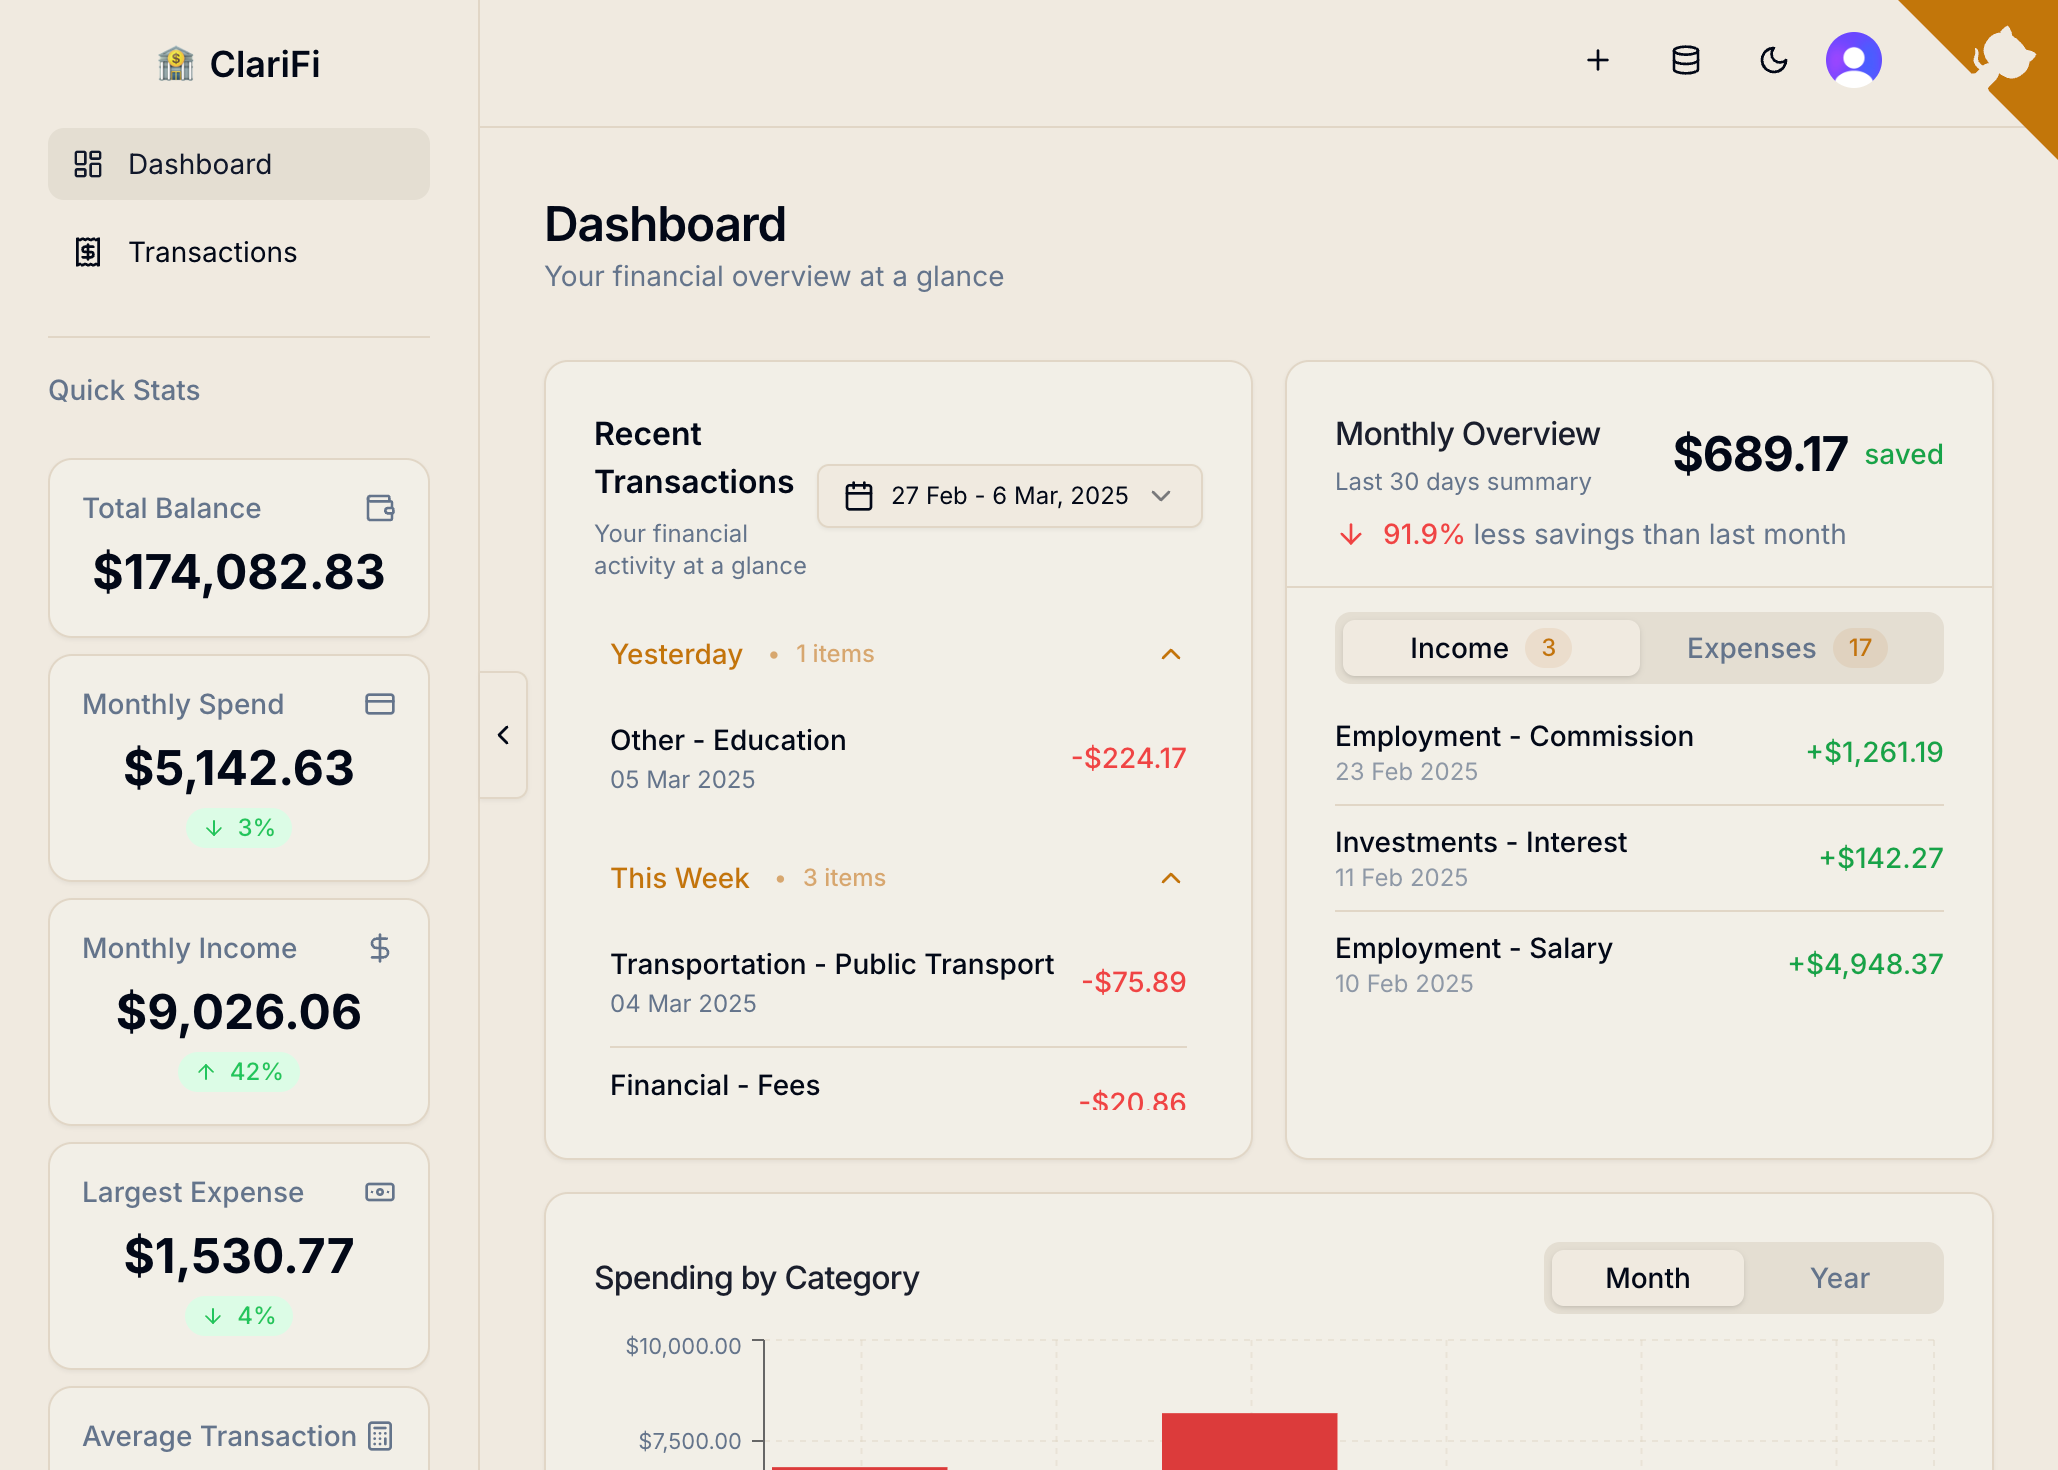 ClariFi
Dashboard
Transactions
Quick Stats
Total Balance
$174,082.83
Monthly Spend
$5,142.63
3%
Monthly Income
$9,026.06
42%
Largest Expense
$1,530.77
4%
Average Transaction
Dashboard
Your financial overview at a glance
Recent
Transactions
Your financial
activity at a glance
27 Feb - 6 Mar, 2025
Yesterday • 1 items
Other - Education
05 Mar 2025
-$224.17
This Week • 3 items
Transportation - Public Transport
04 Mar 2025
-$75.89
Financial - Fees
-$20.86
Monthly Overview
Last 30 days summary
$689.17 saved
91.9% less savings than last month
Income 3
Expenses 17
Employment - Commission
23 Feb 2025
+$1,261.19
Investments - Interest
11 Feb 2025
+$142.27
Employment - Salary
10 Feb 2025
+$4,948.37
Spending by Category
Month
Year
$10,000.00
$7,500.00